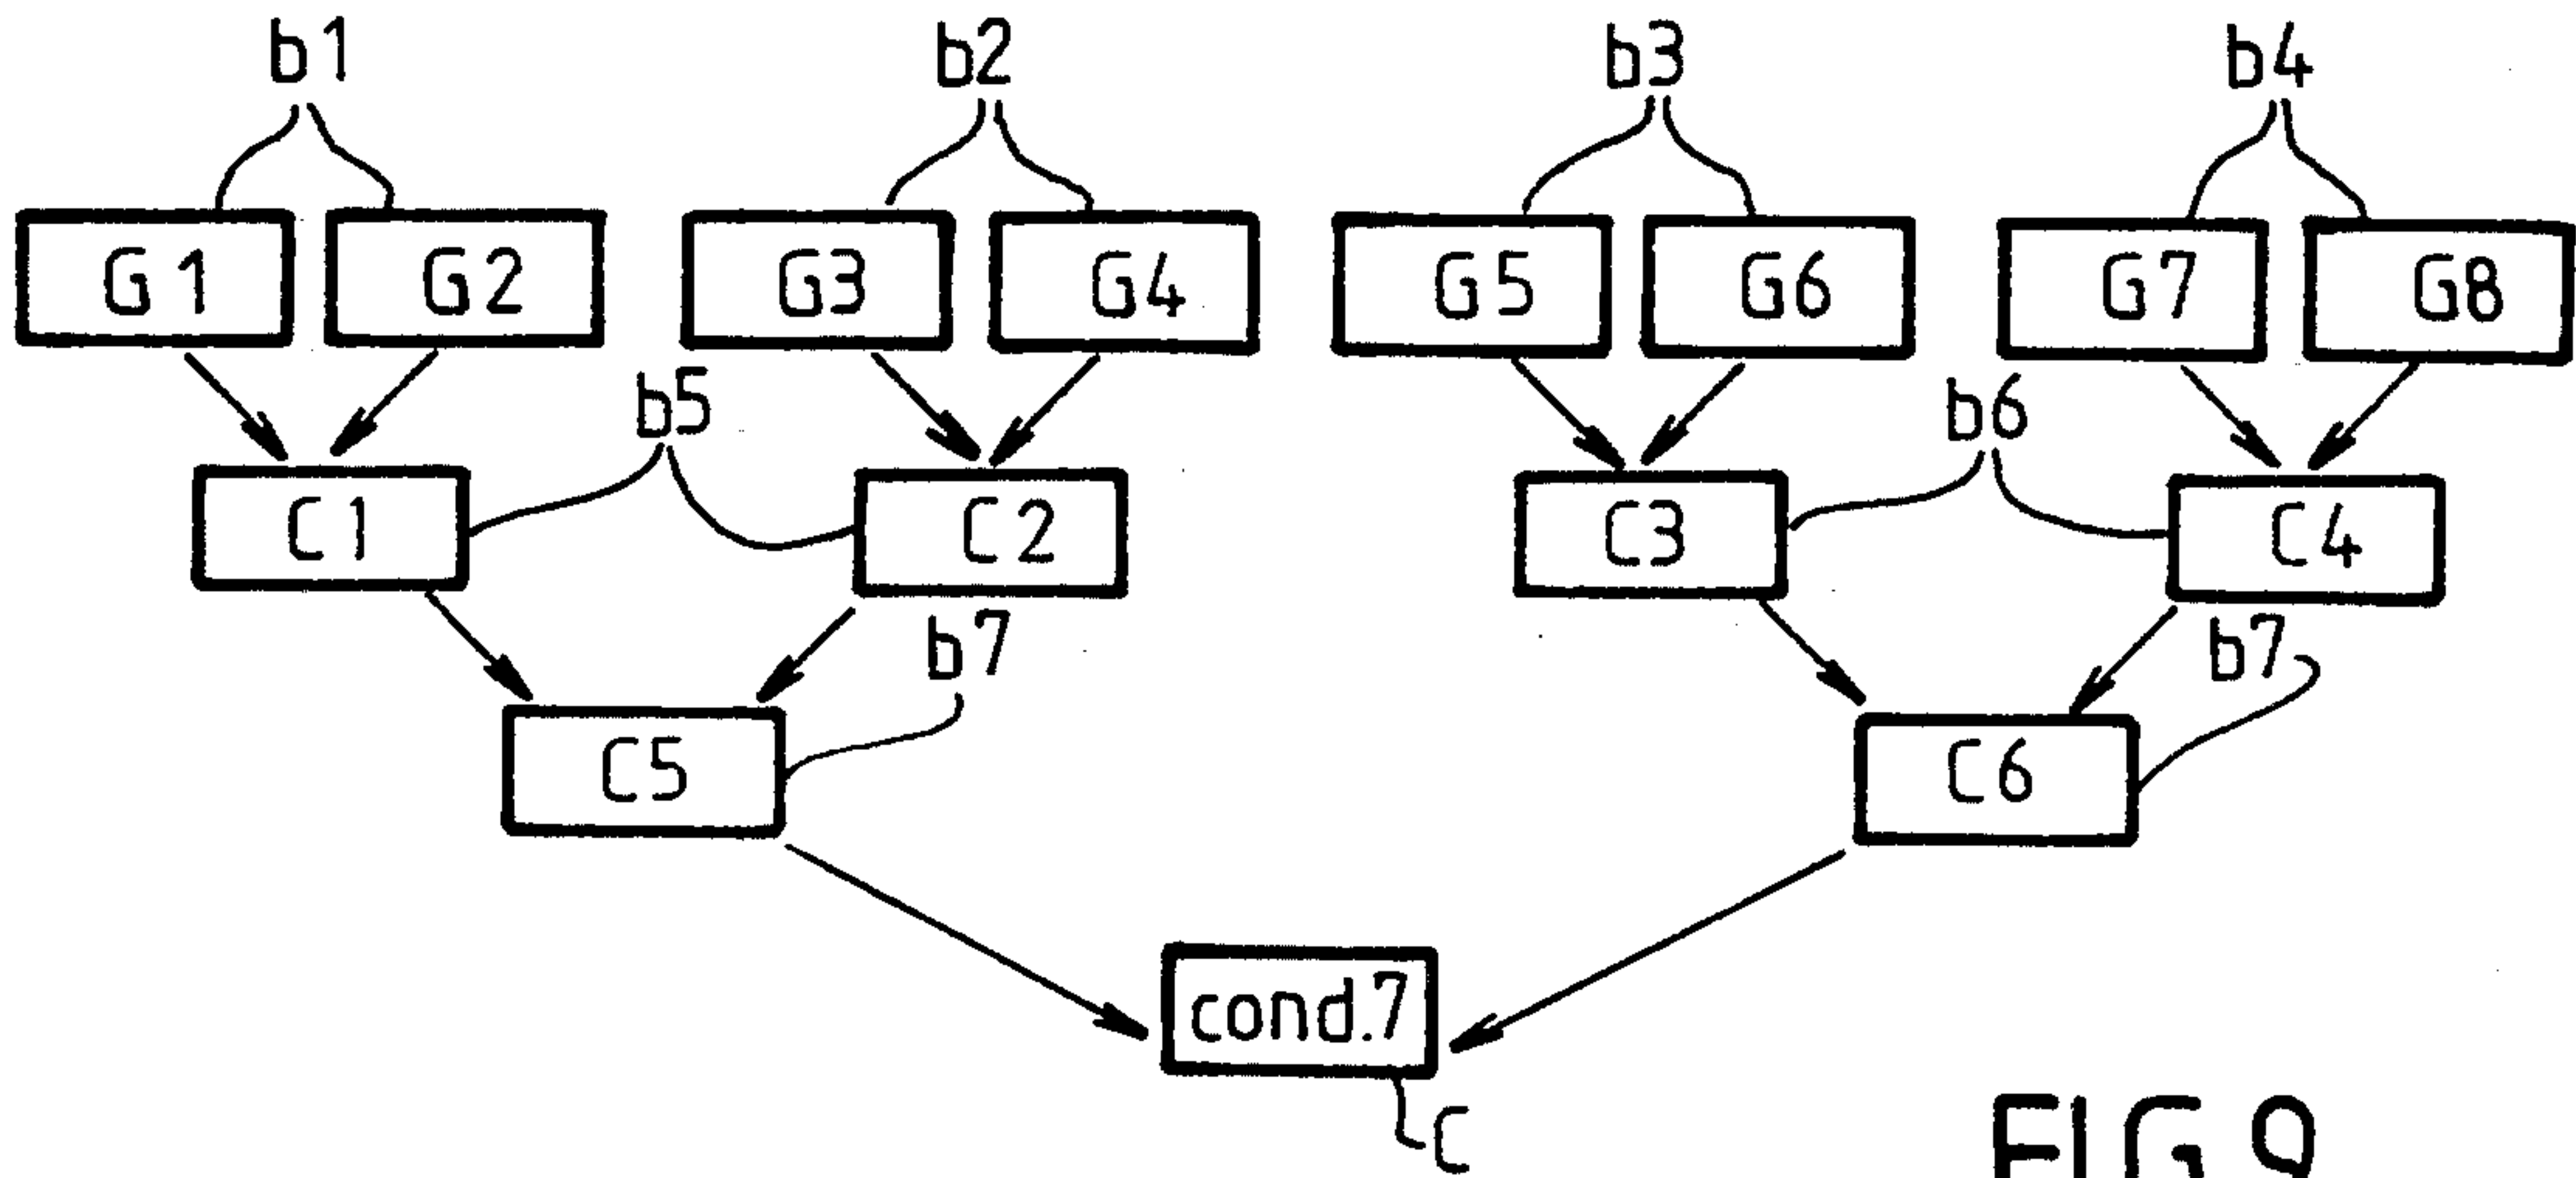 b1 b2 b3 b4
G1 G2 G3 G4 G5 G6 G7 G8
b5 b6
C1 C2 C3 C4
b7 b7
C5 C6
cond.7
C
FIG.9